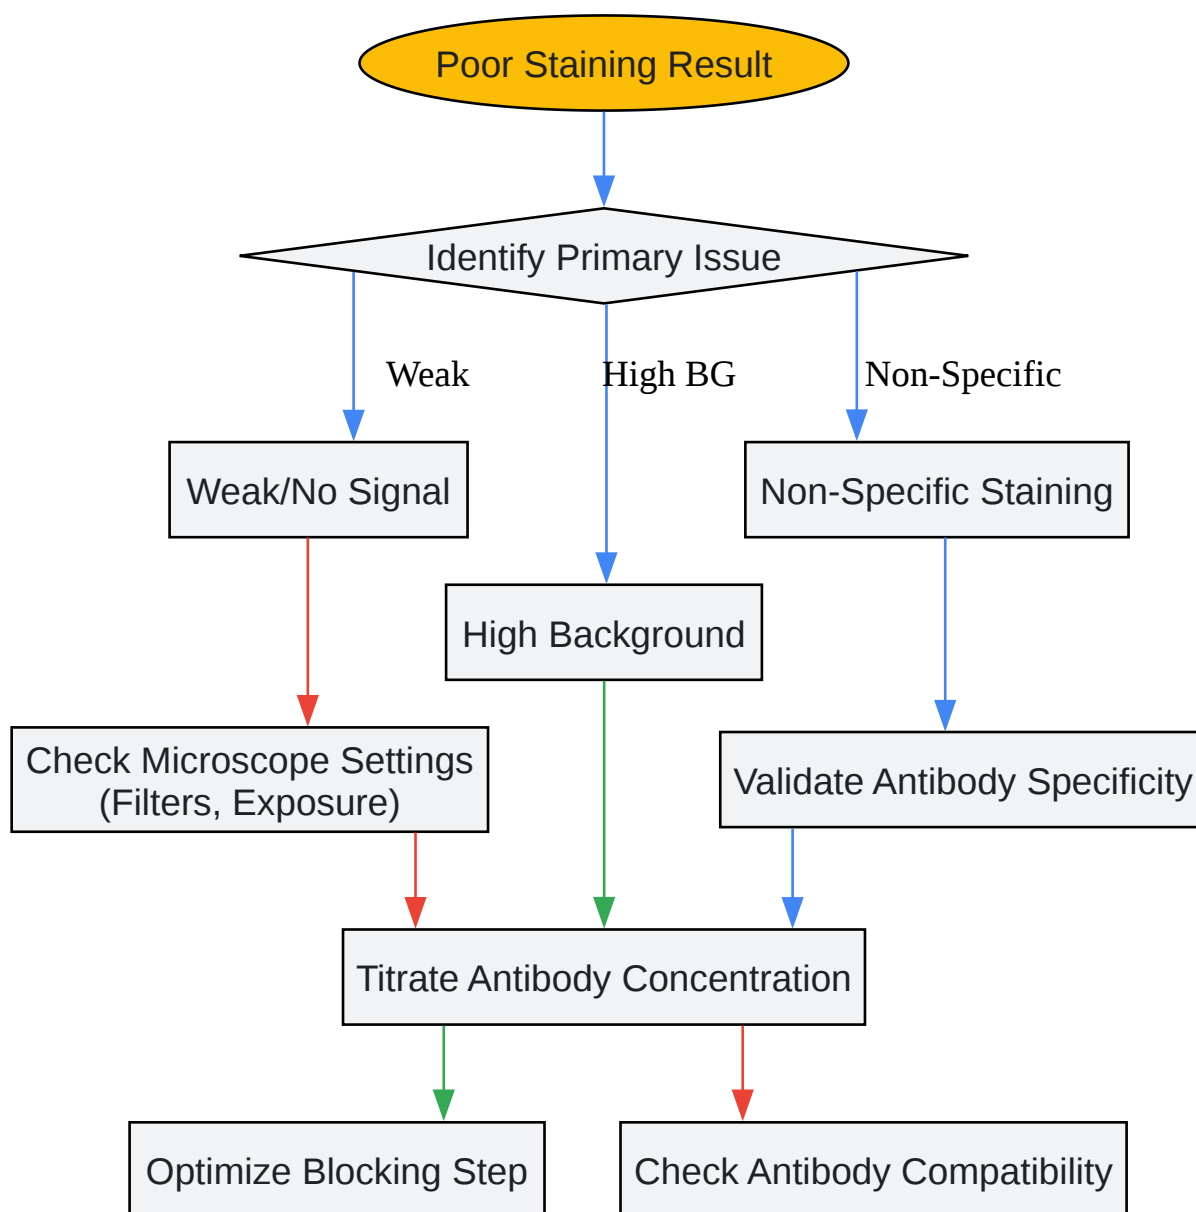 Poor Staining Result
Identify Primary Issue
Weak
High BG
Non-Specific
Weak/No Signal
Non-Specific Staining
High Background
Check Microscope Settings
(Filters, Exposure)
Validate Antibody Specificity
Titrate Antibody Concentration
Optimize Blocking Step
Check Antibody Compatibility